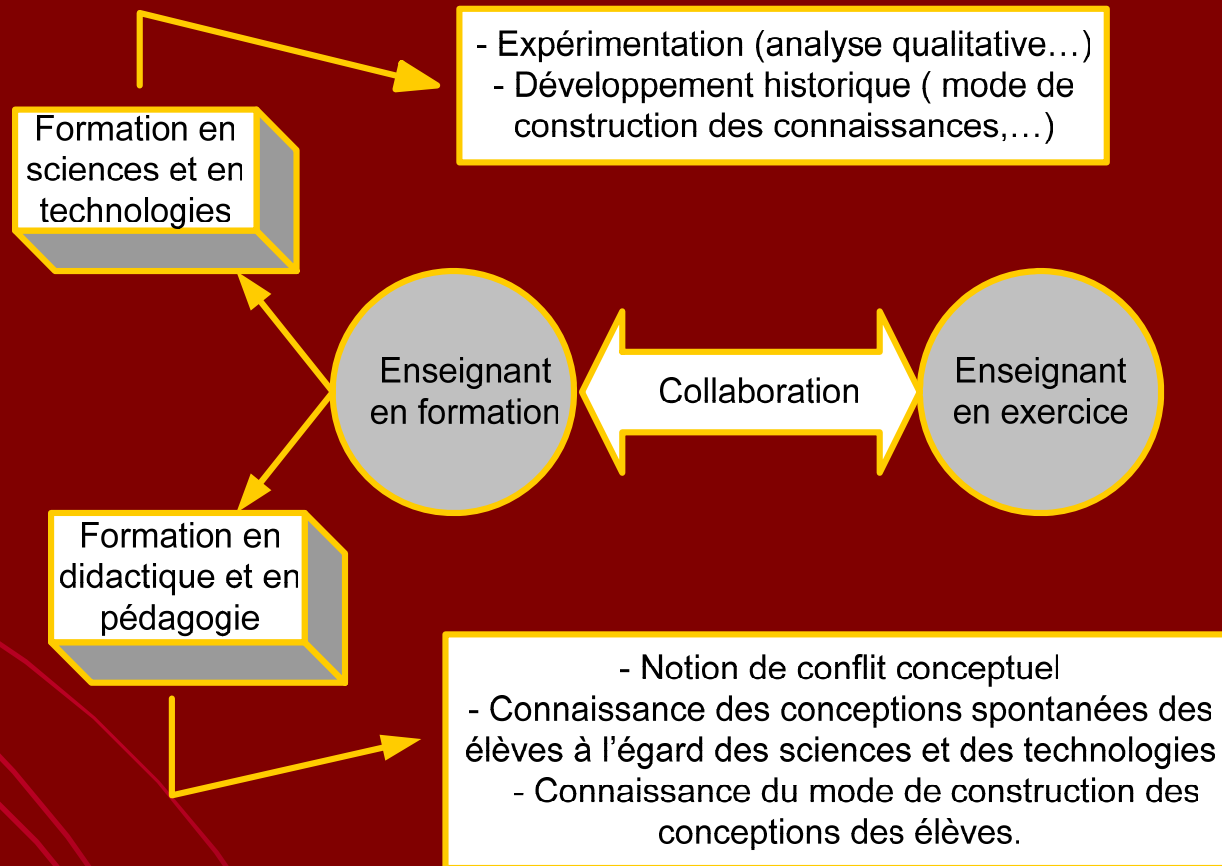 - Expérimentation (analyse qualitative…)
- Développement historique ( mode de
construction des connaissances,…)
Formation en
sciences et en
technologies
Enseignant
en formation
Collaboration
Enseignant
en exercice
Formation en
didactique et en
pédagogie
- Notion de conflit conceptuel
- Connaissance des conceptions spontanées des
élèves à l’égard des sciences et des technologies
- Connaissance du mode de construction des
conceptions des élèves.